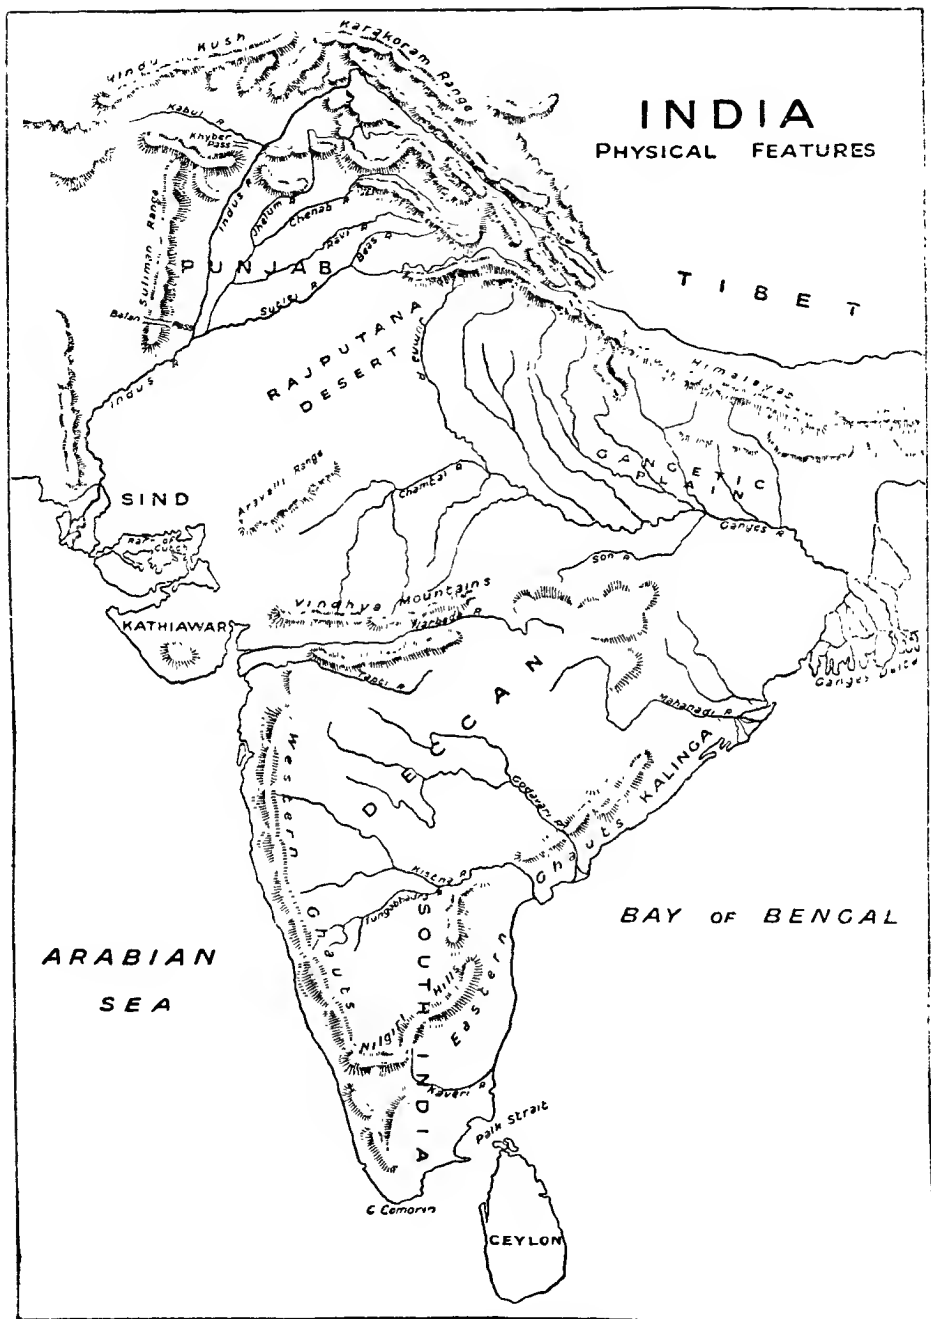 INDIA
PHYSICAL FEATURES
Hindu Kush
Karakoram Range
Kabul R
Khyber
Pass
Suliman Range
Indus R
Jhelum R
Chenab R
Ravi R
Beas R
PUNJAB
Sutlej R
Bolan Pass
Indus R
TIBET
RAJPUTANA
DESERT
Jumna R
Himalayas
GANGETIC
PLAIN
Aravalli Range
Chambal R
Ganges R
Son R
SIND
Rann of
Cutch
KATHIAWAR
Vindhya Mountains
Narbada R
Tapti R
Ganges Delta
Mahanadi R
DECCAN
KALINGA
Godavari R
Western Ghauts
Eastern Ghauts
Kistna R
Tungabhadra
SOUTH INDIA
Nilgiri Hills
Kaveri R
BAY OF BENGAL
ARABIAN
SEA
Palk Strait
C Comorin
CEYLON